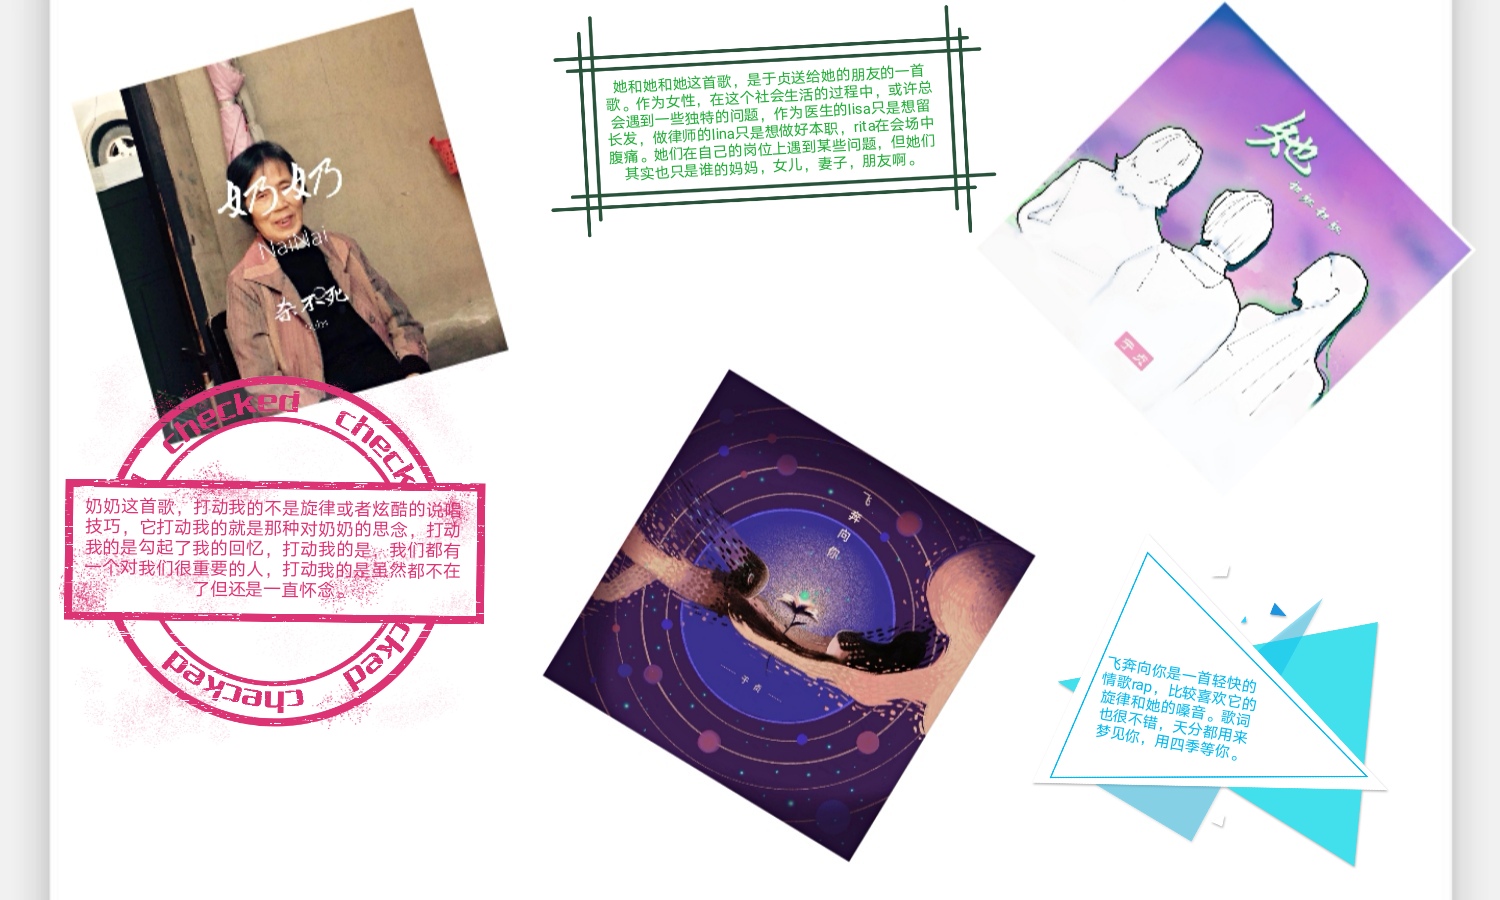 奶奶
NaiNai
奈不死
她和她和她这首歌，是于贞送给她的朋友的一首
歌。作为女性，在这个社会生活的过程中，或许总
会遇到一些独特的问题，作为医生的lisa只是想留
长发，做律师的lina只是想做好本职，rita在会场中
腹痛。她们在自己的岗位上遇到某些问题，但她们
其实也只是谁的妈妈，女儿，妻子，朋友啊。
她
和她和她
于贞
checked check
奶奶这首歌，打动我的不是旋律或者炫酷的说唱
技巧，它打动我的就是那种对奶奶的思念，打动
我的是勾起了我的回忆，打动我的是，我们都有
一个对我们很重要的人，打动我的是虽然都不在
了但还是一直怀念。
checked cked
飞奔向你
于贞
飞奔向你是一首轻快的
情歌rap，比较喜欢它的
旋律和她的嗓音。歌词
也很不错，天分都用来
梦见你，用四季等你。